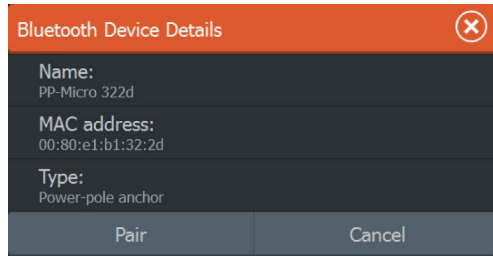 Bluetooth Device Details
Name:
PP-Micro 322d
MAC address:
00:80:e1:b1:32:2d
Type:
Power-pole anchor
Pair Cancel